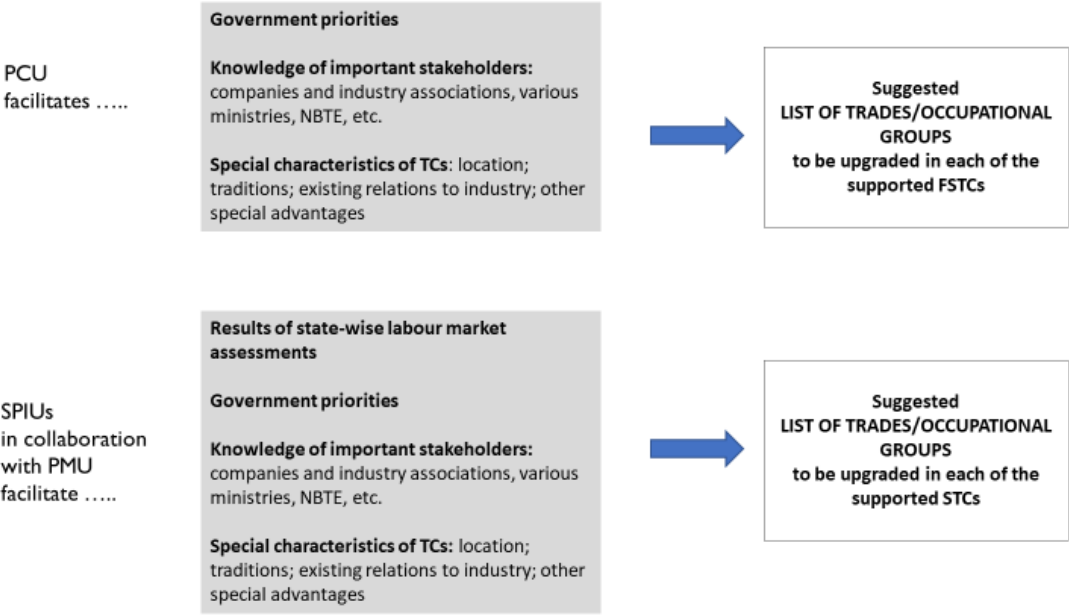 PCU
facilitates …..
Government priorities
Knowledge of important stakeholders:
companies and industry associations, various
ministries, NBTE, etc.
Special characteristics of TCs: location;
traditions; existing relations to industry; other
special advantages
Suggested
LIST OF TRADES/OCCUPATIONAL
GROUPS
to be upgraded in each of the
supported FSTCs
SPIUs
in collaboration
with PMU
facilitate …..
Results of state-wise labour market
assessments
Government priorities
Knowledge of important stakeholders:
companies and industry associations, various
ministries, NBTE, etc.
Special characteristics of TCs: location;
traditions; existing relations to industry; other
special advantages
Suggested
LIST OF TRADES/OCCUPATIONAL
GROUPS
to be upgraded in each of the
supported STCs